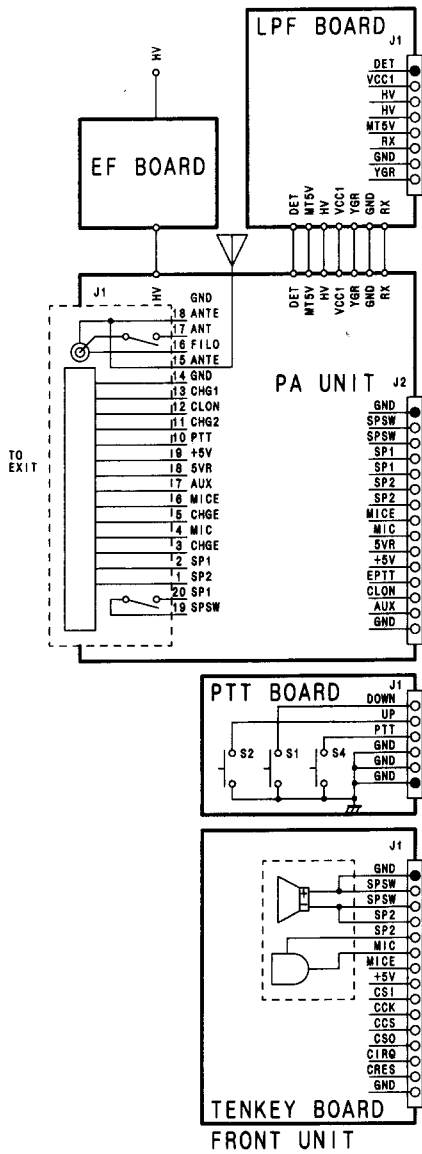 LPF BOARD
J1
DET
VCC1
HV
HV
MT5V
RX
GND
YGR
HV
EF BOARD
DET
MT5V
HV
VCC1
YGR
GND
RX
J1
HV
DET
MT5V
HV
VCC1
YGR
GND
RX
GND
18 ANTE
17 ANT
16 FILO
15 ANTE
14 GND
13 CHG1
12 CLON
11 CHG2
10 PTT
9 +5V
8 5VR
7 AUX
6 MICE
5 CHGE
4 MIC
3 CHGE
2 SP1
1 SP2
20 SP1
19 SPSW
TO
EXIT
PA UNIT
J2
GND
SPSW
SPSW
SP1
SP1
SP2
SP2
MICE
MIC
5VR
+5V
EPTT
CLON
AUX
GND
PTT BOARD
J1
DOWN
UP
PTT
GND
GND
GND
S2
S1
S4
J1
GND
SPSW
SPSW
SP2
SP2
MIC
MICE
+5V
CSI
CCK
CCS
CSO
CIRQ
CRES
GND
+
-
TENKEY BOARD
FRONT UNIT